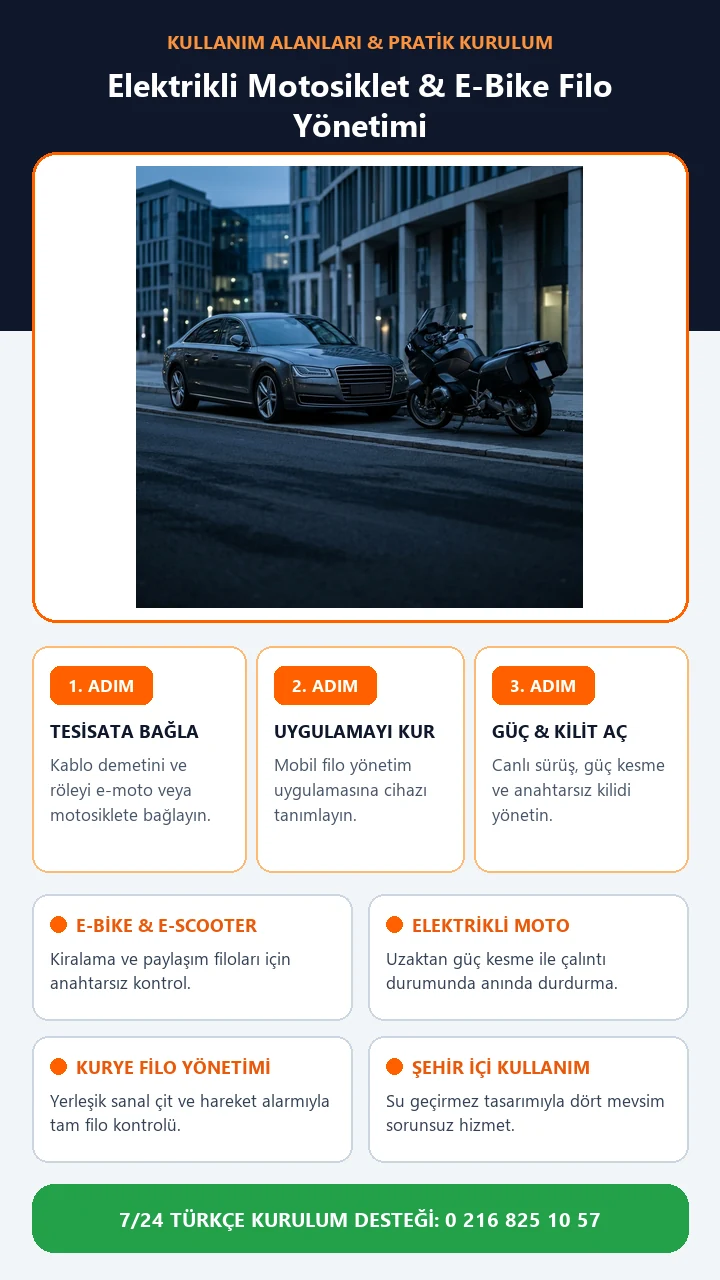 KULLANIM ALANLARI & PRATİK KURULUM
Elektrikli Motosiklet & E-Bike Filo
Yönetimi
1. ADIM
TESİSATA BAĞLA
Kablo demetini ve
röleyi e-moto veya
motosiklete bağlayın.
2. ADIM
UYGULAMAYI KUR
Mobil filo yönetim
uygulamasına cihazı
tanımlayın.
3. ADIM
GÜÇ & KİLİT AÇ
Canlı sürüş, güç kesme
ve anahtarsız kilidi
yönetin.
E-BİKE & E-SCOOTER
Kiralama ve paylaşım filoları için
anahtarsız kontrol.
ELEKTRİKLİ MOTO
Uzaktan güç kesme ile çalıntı
durumunda anında durdurma.
KURYE FİLO YÖNETİMİ
Yerleşik sanal çit ve hareket alarmıyla
tam filo kontrolü.
ŞEHİR İÇİ KULLANIM
Su geçirmez tasarımıyla dört mevsim
sorunsuz hizmet.
7/24 TÜRKÇE KURULUM DESTEĞİ: 0 216 825 10 57